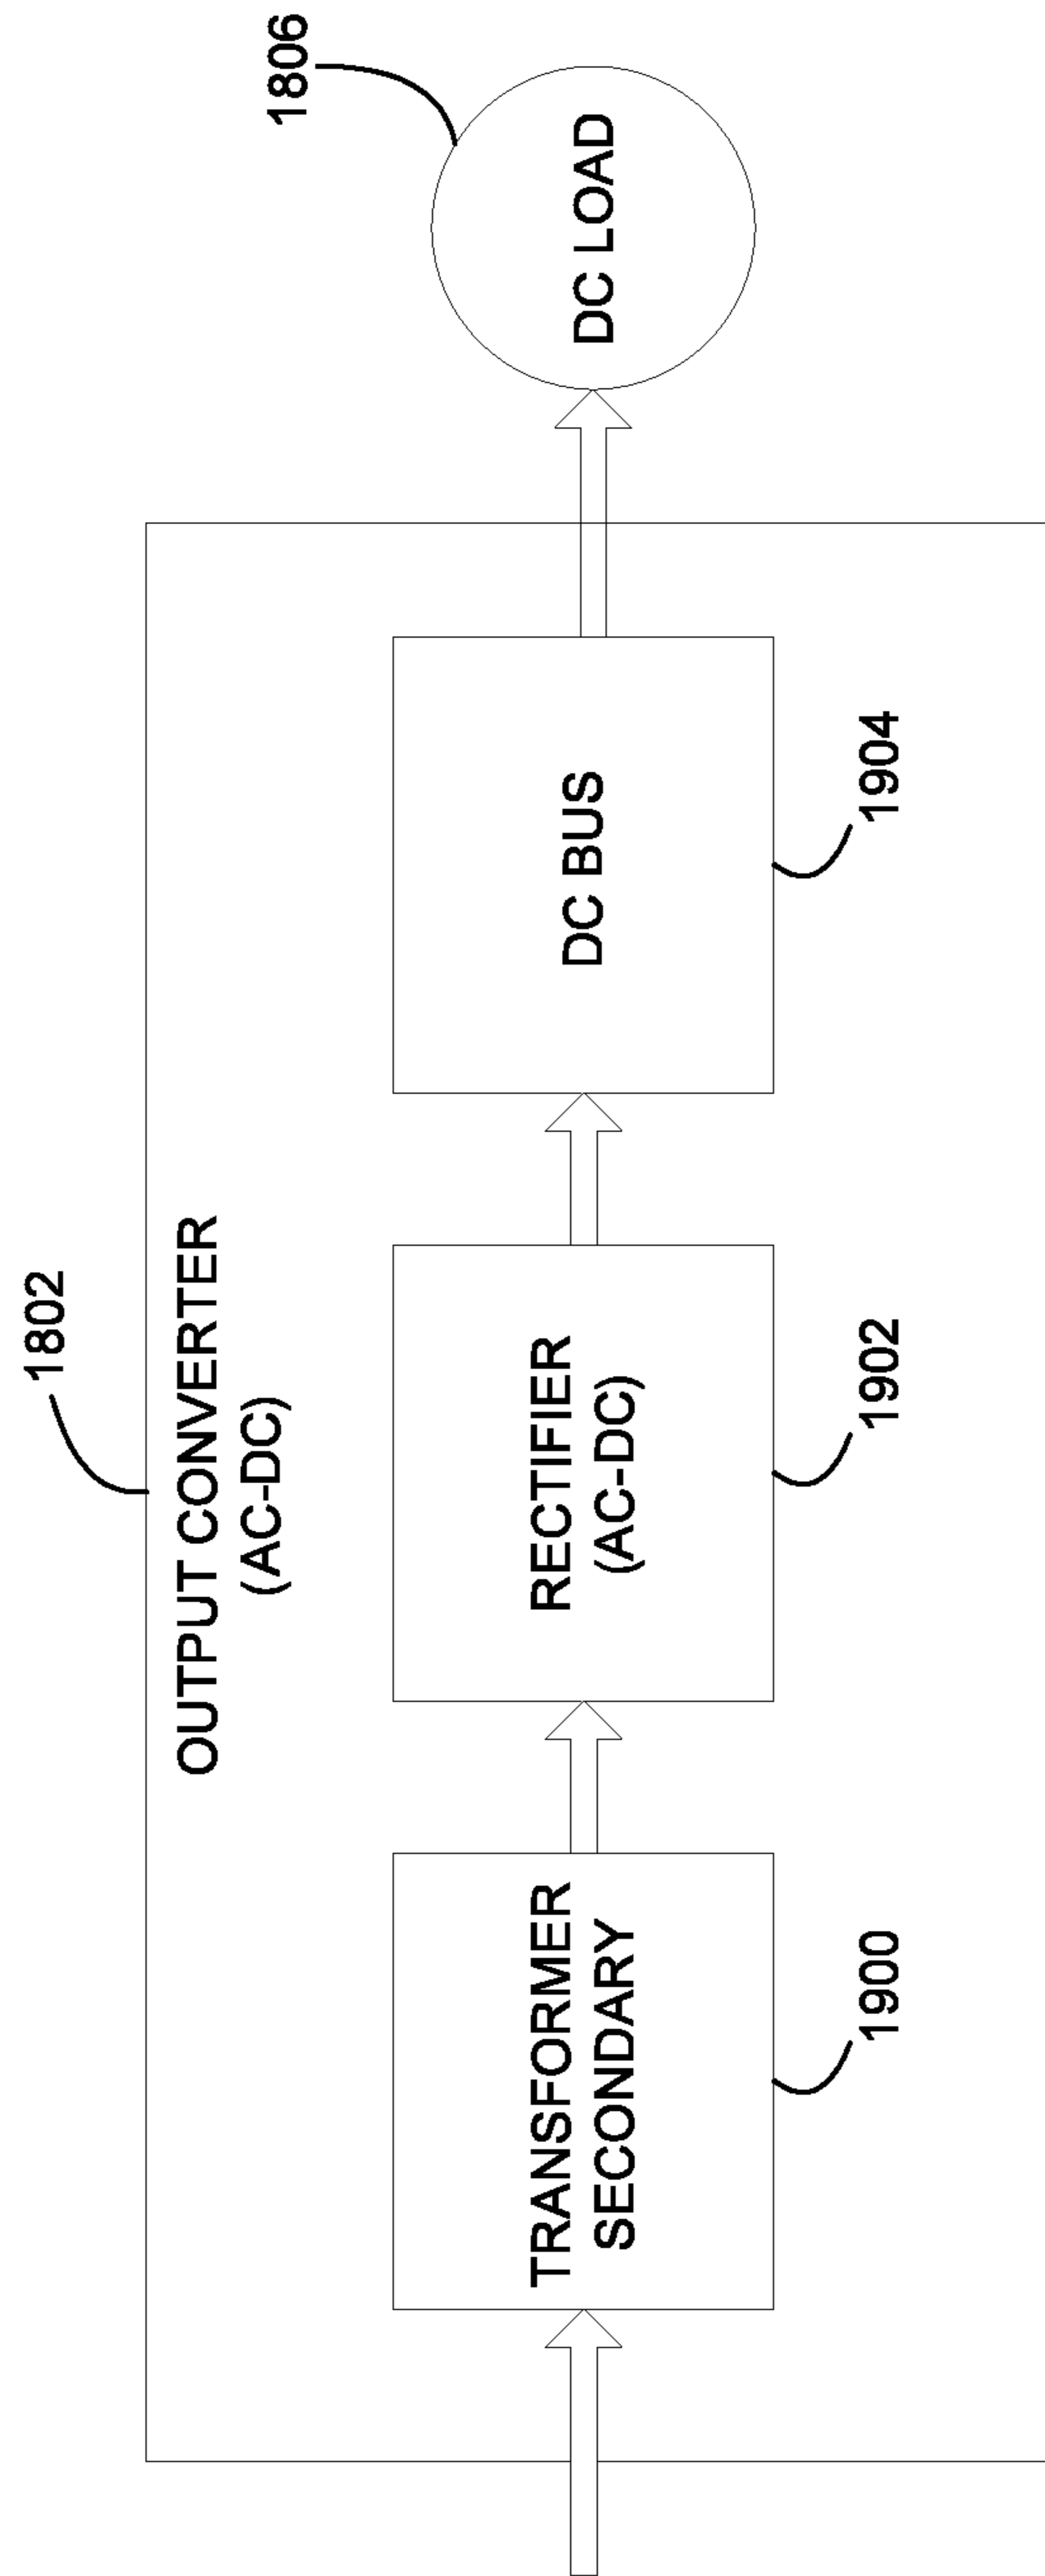 1802
OUTPUT CONVERTER
(AC-DC)
1806
TRANSFORMER
SECONDARY
RECTIFIER
(AC-DC)
DC BUS
DC LOAD
1900
1902
1904